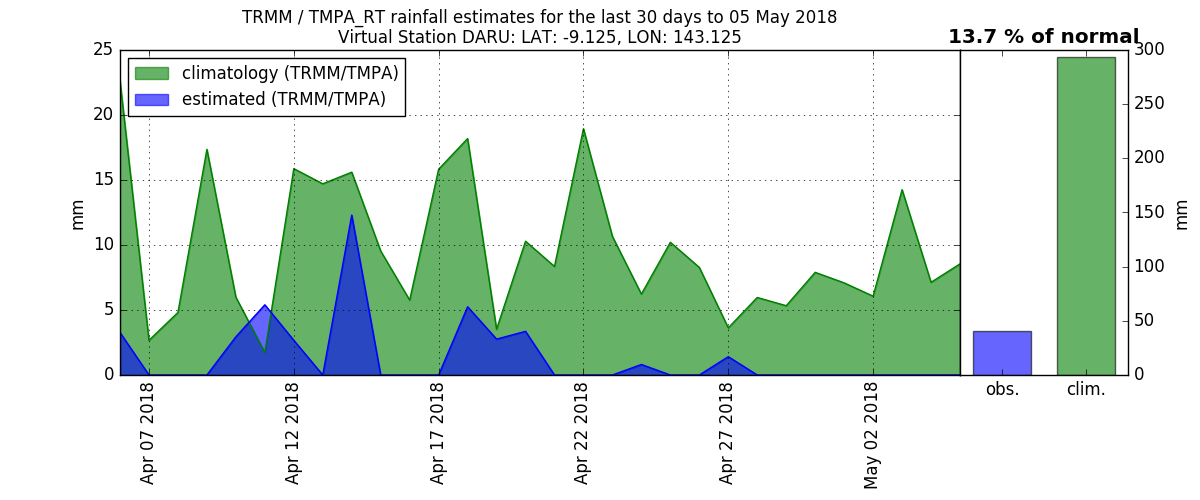 TRMM / TMPA_RT rainfall estimates for the last 30 days to 05 May 2018
Virtual Station DARU: LAT: -9.125, LON: 143.125
13.7 % of normal
climatology (TRMM/TMPA)
estimated (TRMM/TMPA)
25
20
15
10
5
0
mm
Apr 07 2018
Apr 12 2018
Apr 17 2018
Apr 22 2018
Apr 27 2018
May 02 2018
obs.
clim.
300
250
200
150
100
50
0
mm